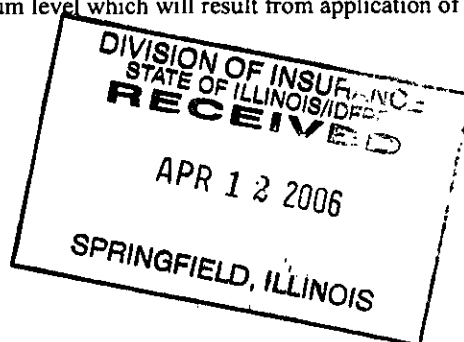 um level which will result from application of
DIVISION OF INSURANCE
STATE OF ILLINOIS/IDFPR
RECEIVED
APR 12 2006
SPRINGFIELD, ILLINOIS